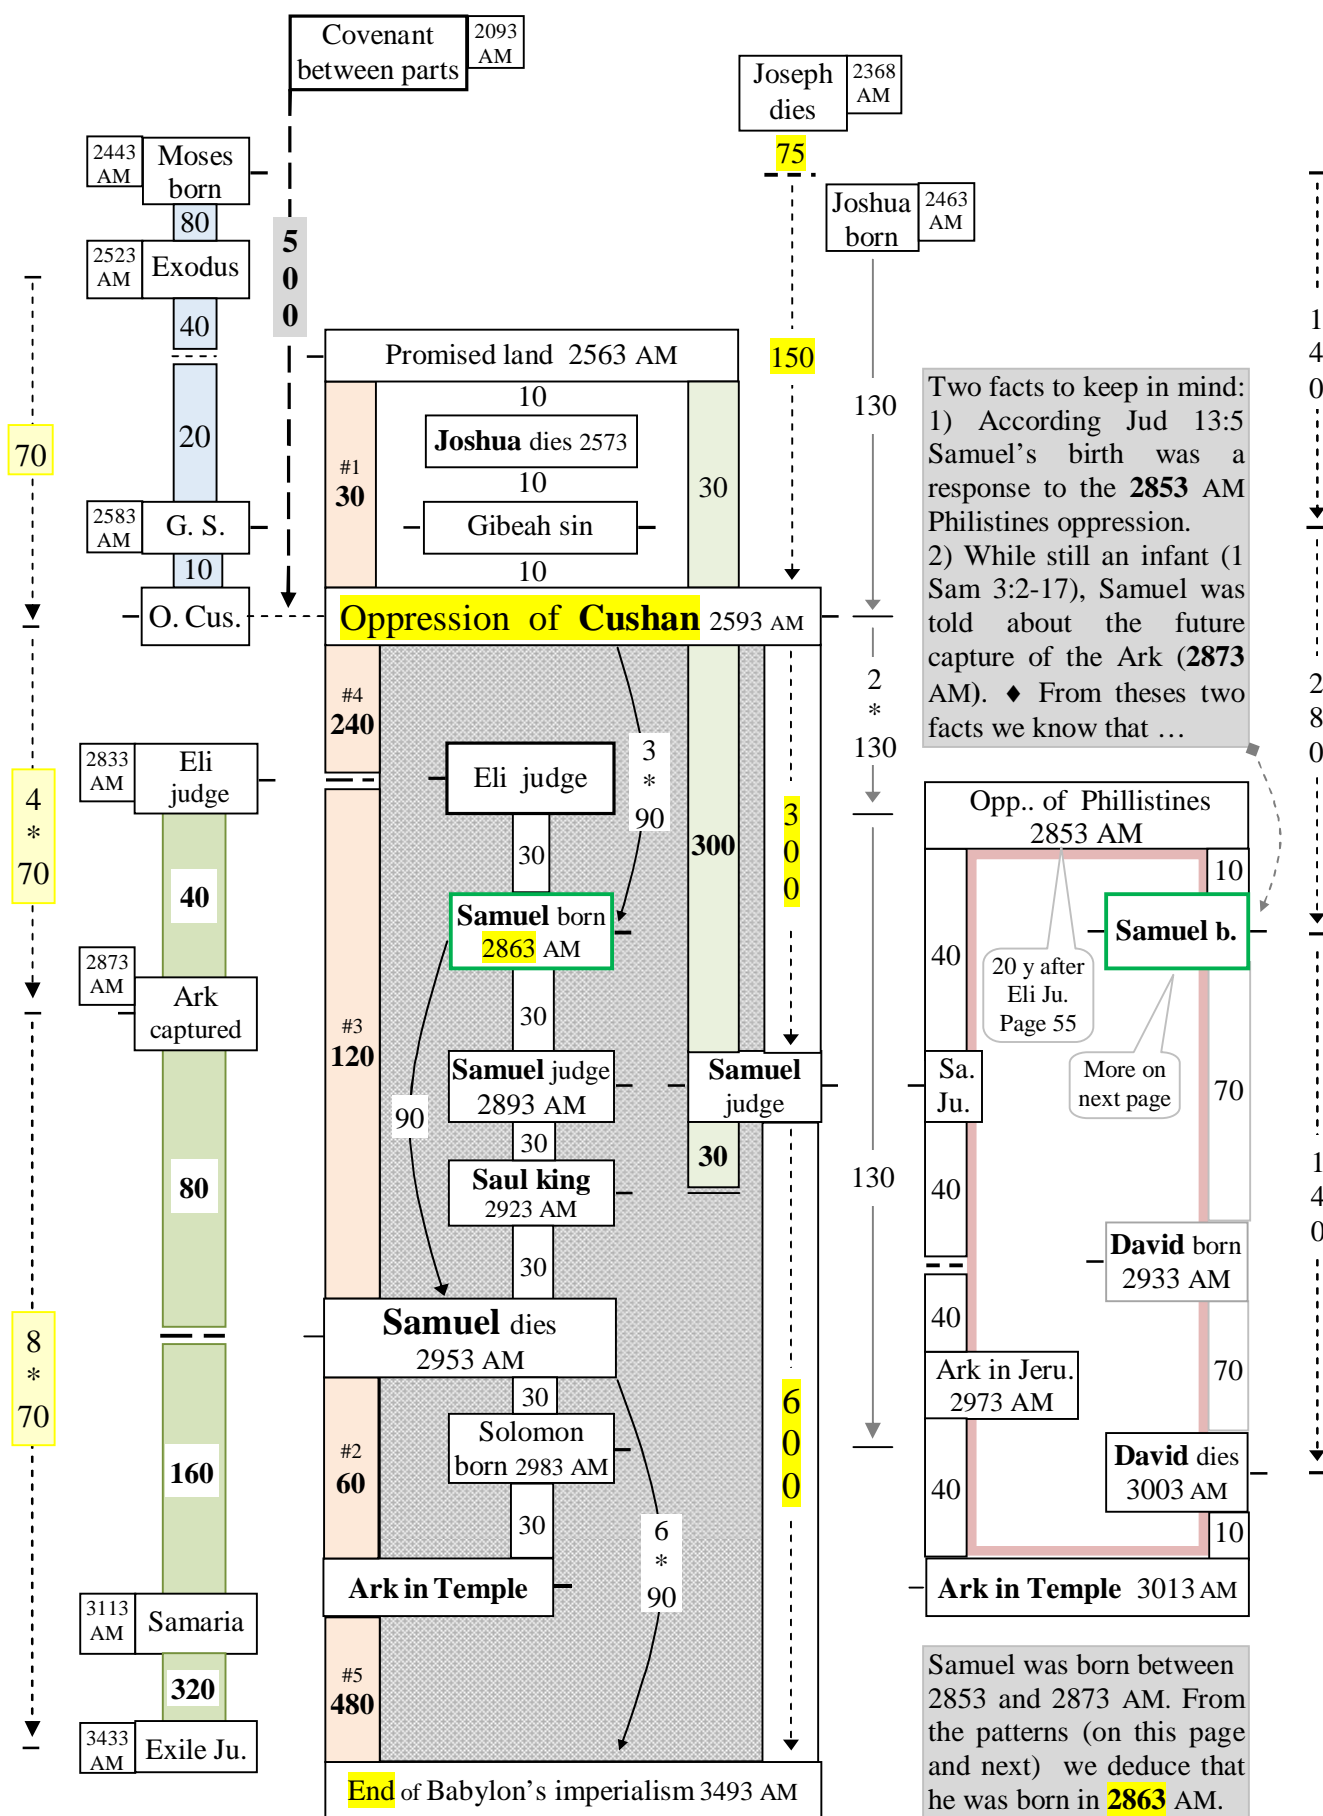 Covenant
between parts
2093
AM
Joseph
dies
2368
AM
75
2443
AM
Moses
born
80
2523
AM
Exodus
40
20
2583
AM
G. S.
10
O. Cus.
5
0
0
70
4
*
70
8
*
70
2833
AM
Eli
judge
40
2873
AM
Ark
captured
80
160
3113
AM
Samaria
320
3433
AM
Exile Ju.
Promised land 2563 AM
10
Joshua dies 2573
10
Gibeah sin
10
#1
30
30
Oppression of Cushan 2593 AM
#4
240
Eli judge
3
*
90
30
Samuel born
2863 AM
300
#3
120
30
90
Samuel judge
2893 AM
Samuel
judge
30
30
Saul king
2923 AM
30
Samuel dies
2953 AM
30
Solomon
born 2983 AM
#2
60
30
6
*
90
Ark in Temple
#5
480
End of Babylon's imperialism 3493 AM
150
3
0
0
6
0
0
Joshua
born
2463
AM
130
2
*
130
130
Two facts to keep in mind:
1) According Jud 13:5
Samuel's birth was a
response to the 2853 AM
Philistines oppression.
2) While still an infant (1
Sam 3:2-17), Samuel was
told about the future
capture of the Ark (2873
AM). ♦ From theses two
facts we know that …
Opp.. of Phillistines
2853 AM
10
40
Samuel b.
20 y after
Eli Ju.
Page 55
More on
next page
Sa.
Ju.
70
40
David born
2933 AM
40
Ark in Jeru.
2973 AM
70
40
David dies
3003 AM
10
Ark in Temple 3013 AM
Samuel was born between
2853 and 2873 AM. From
the patterns (on this page
and next) we deduce that
he was born in 2863 AM.
1
4
0
2
8
0
1
4
0